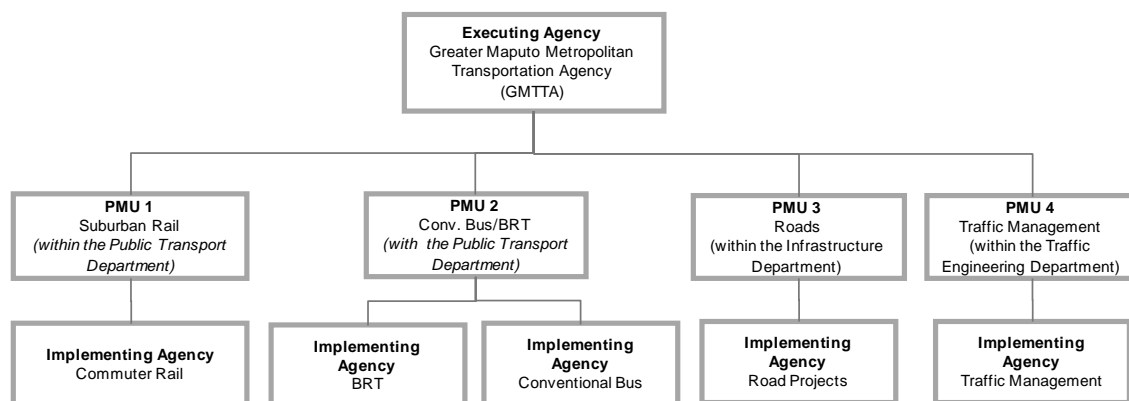 Executing Agency
Greater Maputo Metropolitan
Transportation Agency
(GMTTA)
PMU 1
Suburban Rail
(within the Public Transport
Department)
PMU 2
Conv. Bus/BRT
(with the Public Transport
Department)
PMU 3
Roads
(within the Infrastructure
Department)
PMU 4
Traffic Management
(within the Traffic
Engineering Department)
Implementing Agency
Commuter Rail
Implementing
Agency
BRT
Implementing
Agency
Conventional Bus
Implementing
Agency
Road Projects
Implementing
Agency
Traffic Management